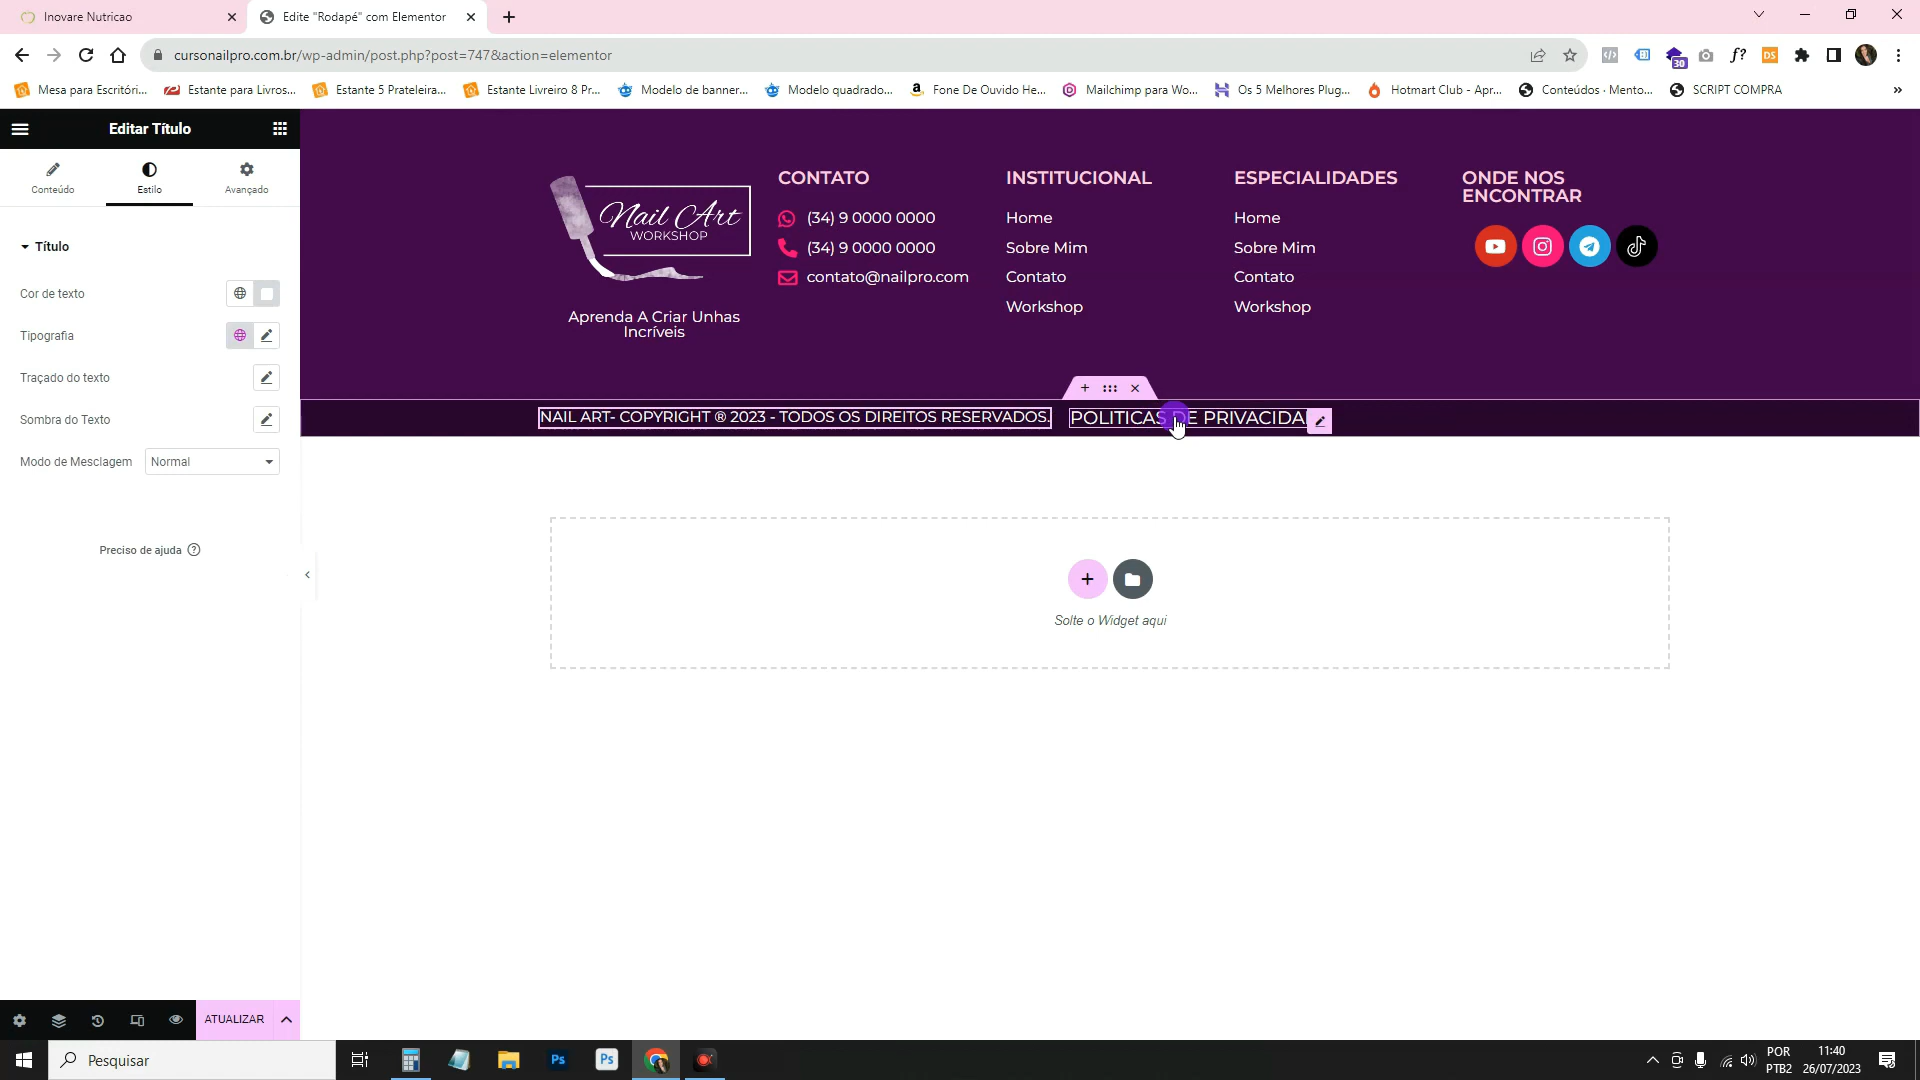 Inovare Nutricao
Edite "Rodapé" com Elementor
cursonailpro.com.br/wp-admin/post.php?post=747&action=elementor
30
f?
DS
Mesa para Escritóri...
Estante para Livros...
Estante 5 Prateleira...
Estante Livreiro 8 Pr...
Modelo de banner...
Modelo quadrado...
Fone De Ouvido He...
Mailchimp para Wo...
Os 5 Melhores Plug...
Hotmart Club - Apr...
Conteúdos · Mento...
SCRIPT COMPRA
»
Editar Título
Conteúdo
Estilo
Avançado
Título
Cor de texto
Tipografia
Traçado do texto
Sombra do Texto
Modo de Mesclagem
Normal
Preciso de ajuda
ATUALIZAR
Nail Art
WORKSHOP
Aprenda A Criar Unhas
Incríveis
CONTATO
(34) 9 0000 0000
(34) 9 0000 0000
contato@nailpro.com
INSTITUCIONAL
Home
Sobre Mim
Contato
Workshop
ESPECIALIDADES
Home
Sobre Mim
Contato
Workshop
ONDE NOS
ENCONTRAR
NAIL ART- COPYRIGHT ® 2023 - TODOS OS DIREITOS RESERVADOS.
POLITICAS DE PRIVACIDA
Solte o Widget aqui
Pesquisar
Ps
Ps
POR
PTB2
11:40
26/07/2023